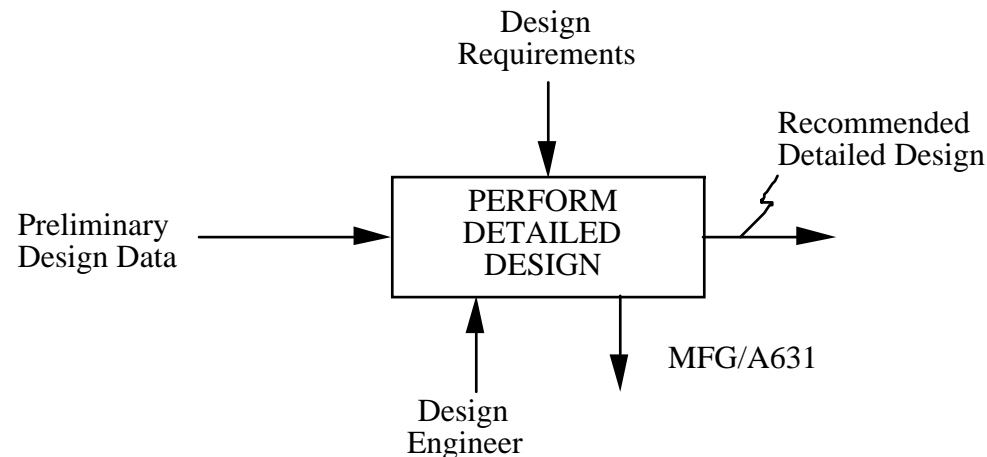 Design
Requirements
Recommended
Detailed Design
PERFORM
DETAILED
DESIGN
Preliminary
Design Data
MFG/A631
Design
Engineer